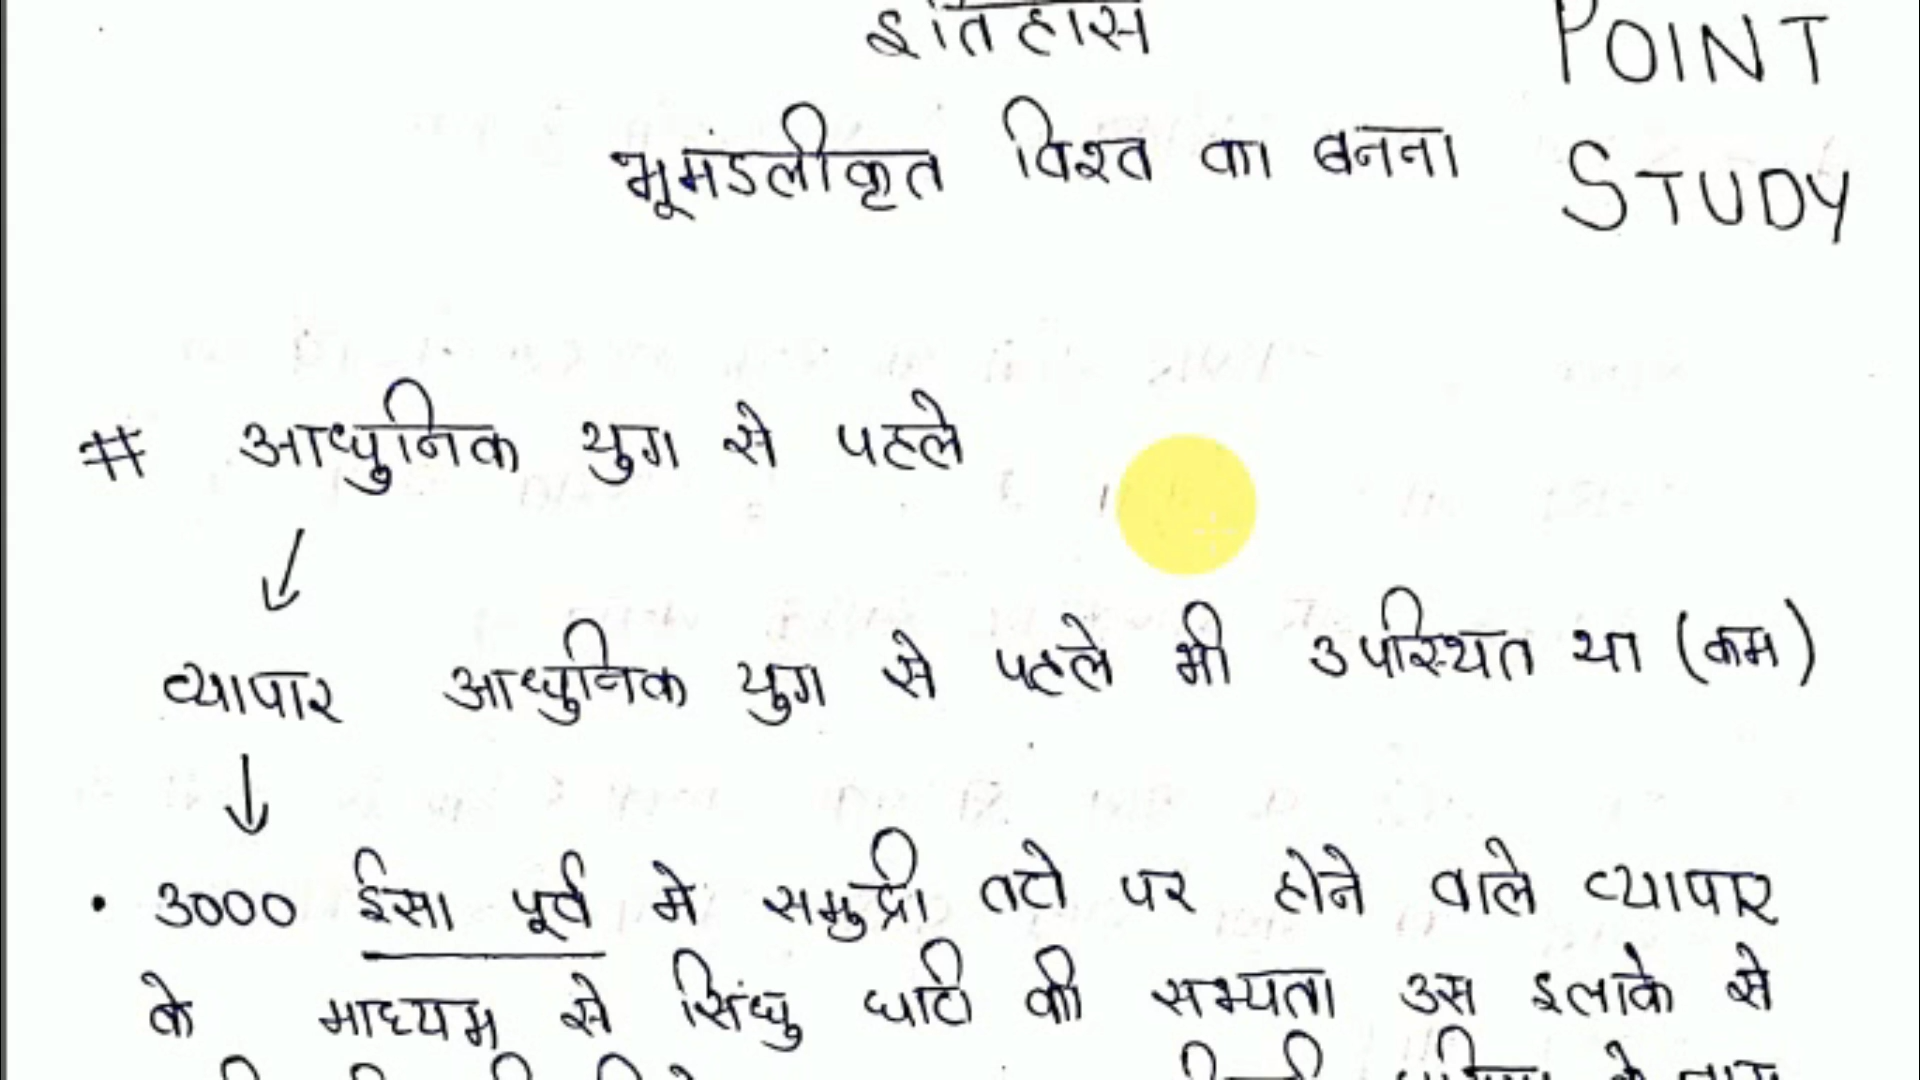 इतिहास
POINT
भूमंडलीकृत विश्व का बनना
STUDY
# आधुनिक युग से पहले
व्यापार आधुनिक युग से पहले भी उपस्थित था (कम)
• 3000 ईसा पूर्व मे समुद्री तटो पर होने वाले व्यापार
के माध्यम से सिंधु घाटी की सभ्यता उस इलाके से